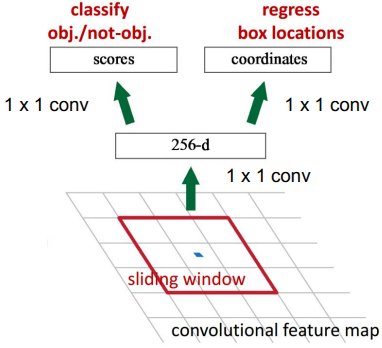 classify
obj./not-obj.
regress
box locations
scores
coordinates
1 x 1 conv
1 x 1 conv
256-d
1 x 1 conv
sliding window
convolutional feature map